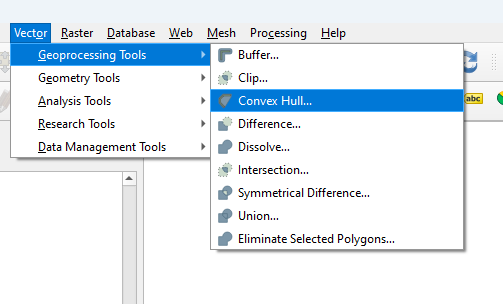 Vector Raster Database Web Mesh Processing Help
Geoprocessing Tools
Geometry Tools
Analysis Tools
Research Tools
Data Management Tools
Buffer...
Clip...
Convex Hull...
Difference...
Dissolve...
Intersection...
Symmetrical Difference...
Union...
Eliminate Selected Polygons...
abc